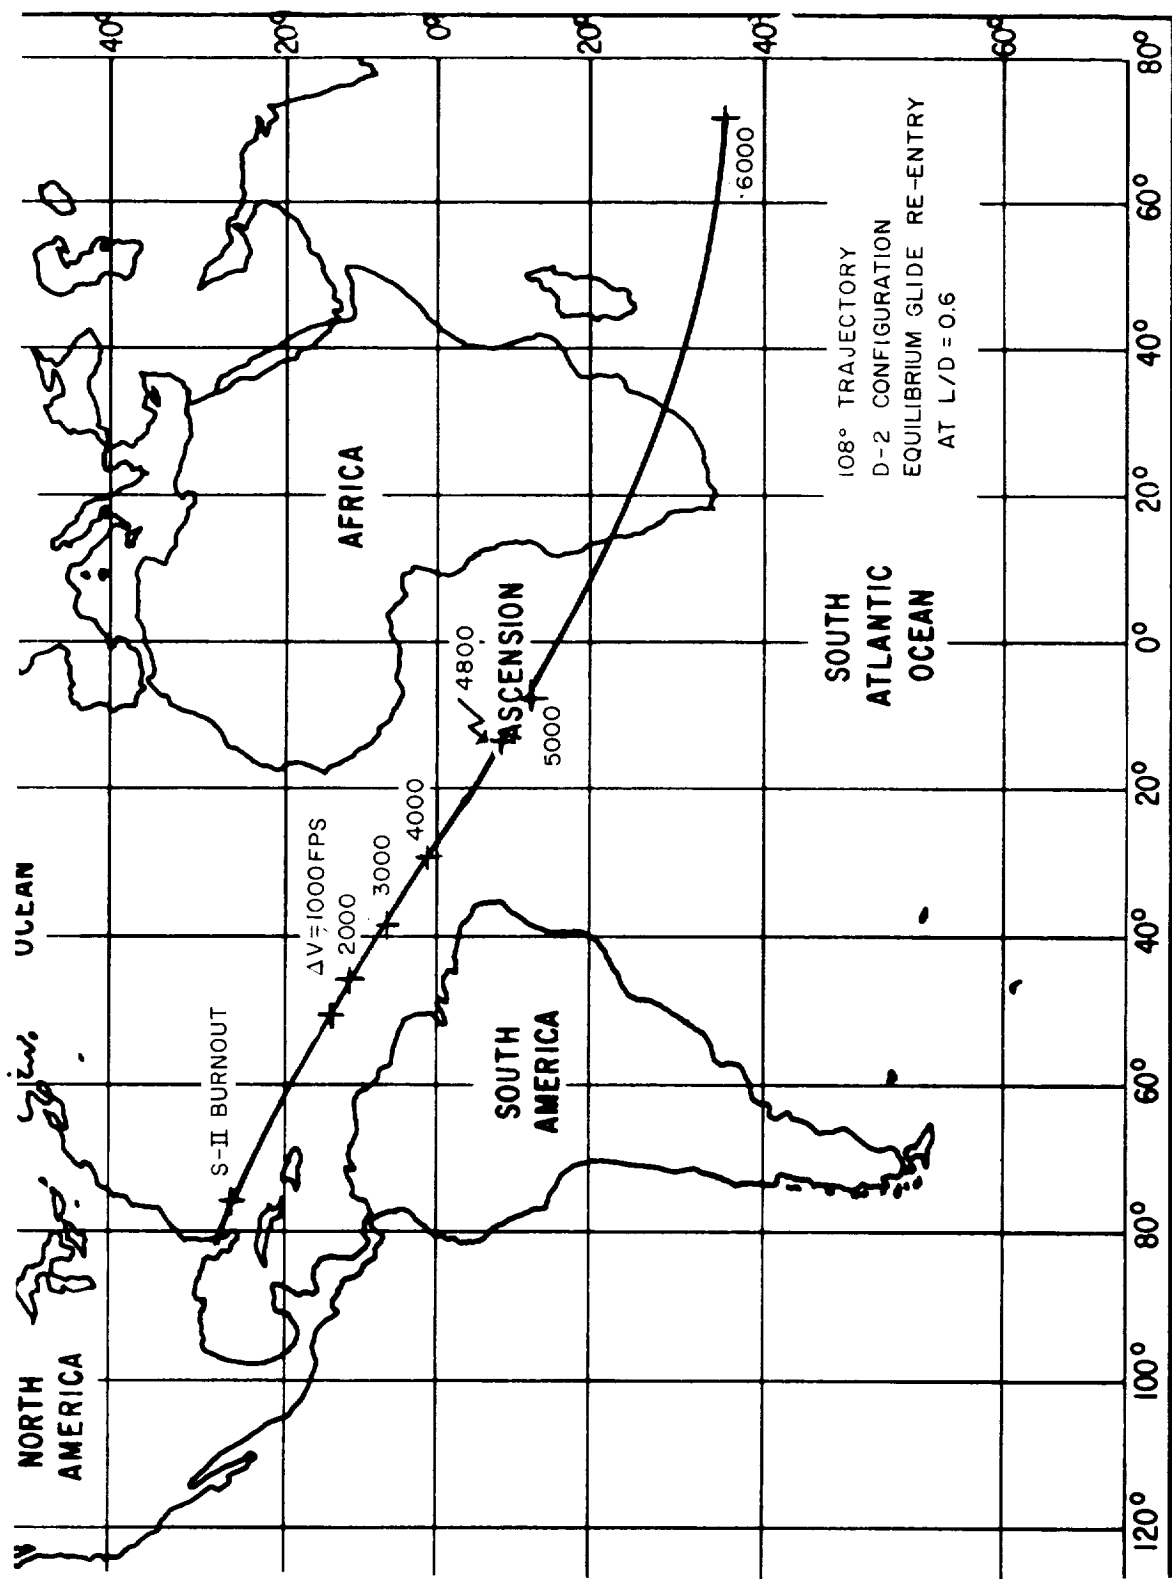 NORTH
AMERICA
OCEAN
S-II BURNOUT
ΔV=1000FPS
2000
3000
4000
4800
ASCENSION
5000
6000
AFRICA
SOUTH
AMERICA
SOUTH
ATLANTIC
OCEAN
108° TRAJECTORY
D-2 CONFIGURATION
EQUILIBRIUM GLIDE RE-ENTRY
AT L/D = 0.6
40°
20°
0°
20°
40°
60°
120°
100°
80°
60°
40°
20°
0°
20°
40°
60°
80°